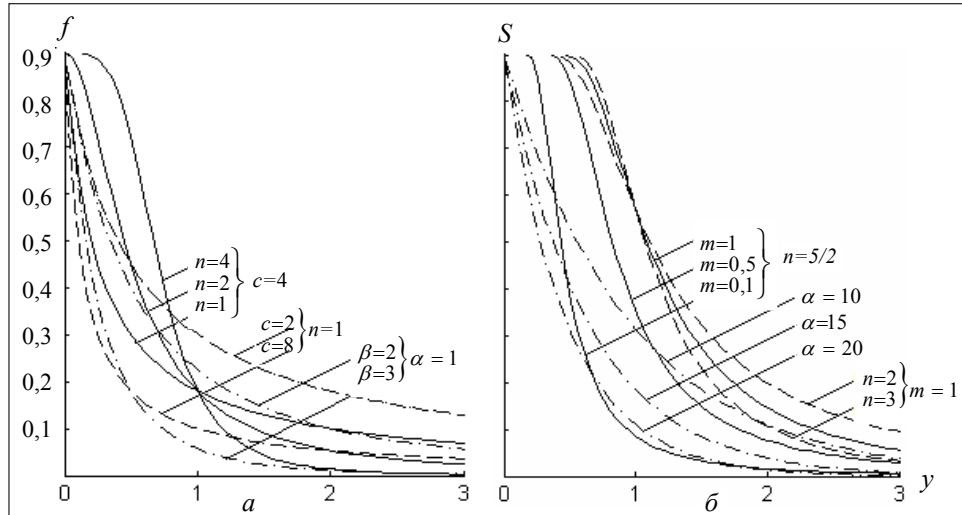 f
0,9
0,8
0,7
0,6
0,5
0,4
0,3
0,2
0,1
n=4
n=2
n=1
c=4
c=2
c=8
n=1
β=2
β=3
α = 1
0
1
2
3
а
S
m=1
m=0,5
m=0,1
n=5/2
α = 10
α=15
α = 20
n=2
n=3
m = 1
0
1
2
3
y
б